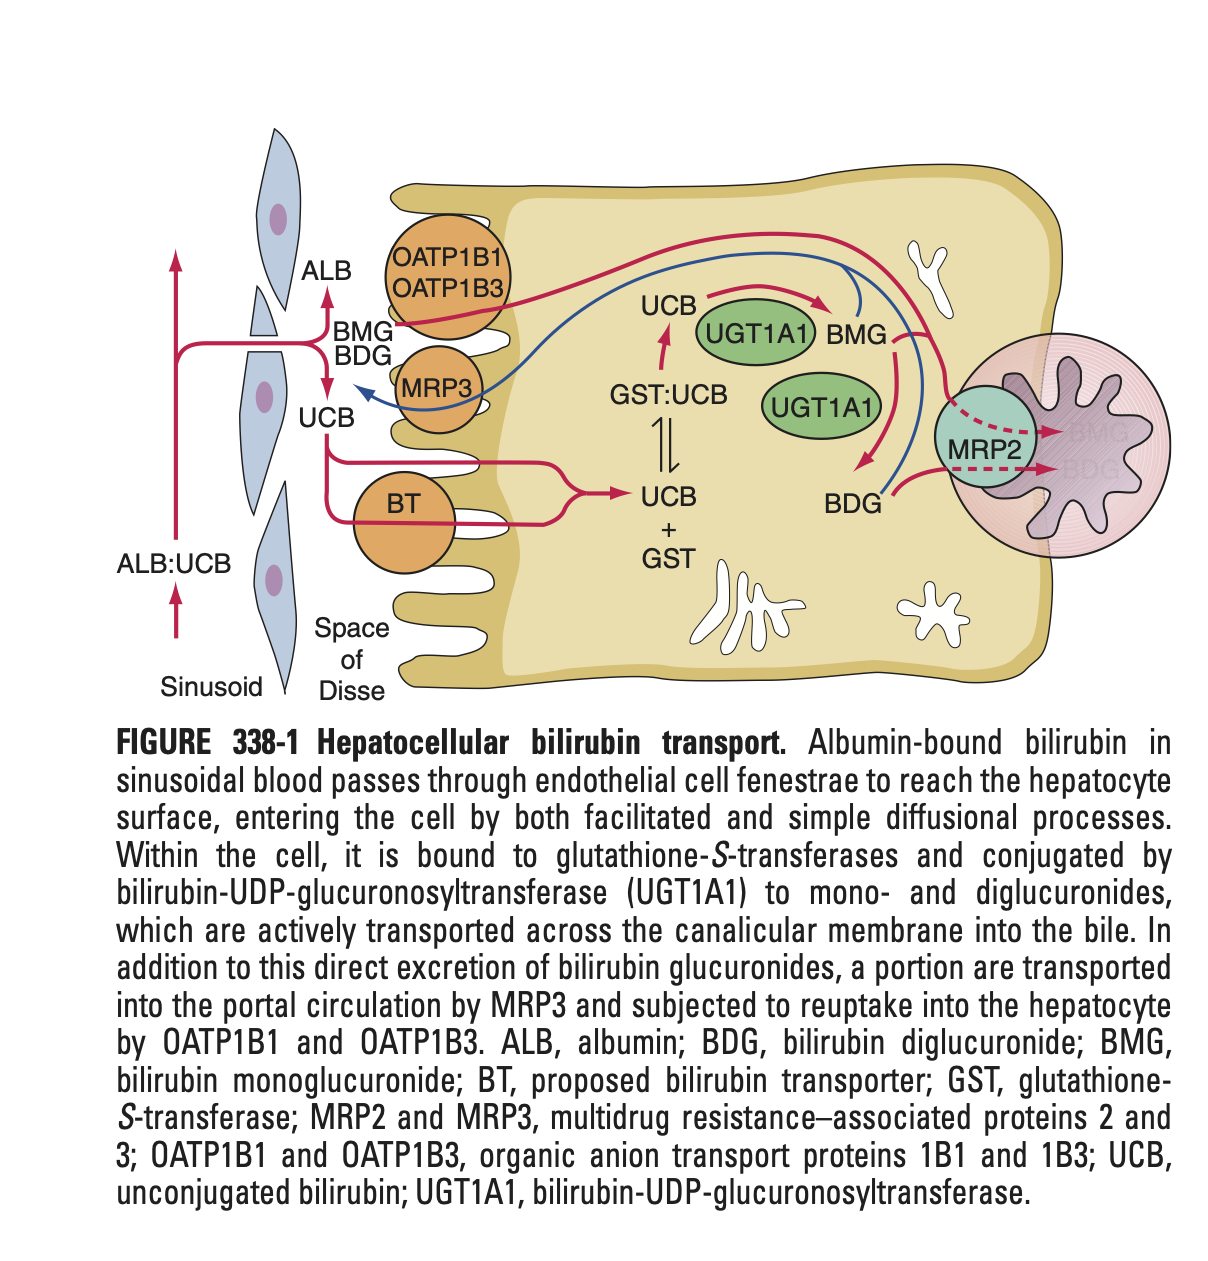 OATP1B1
OATP1B3
ALB
BMG
BDG
MRP3
UCB
BT
ALB:UCB
Sinusoid
Space
of
Disse
UCB
UGT1A1
BMG
GST:UCB
UGT1A1
UCB
+
GST
BDG
MRP2
BMG
BDG
FIGURE 338-1 Hepatocellular bilirubin transport. Albumin-bound bilirubin in
sinusoidal blood passes through endothelial cell fenestrae to reach the hepatocyte
surface, entering the cell by both facilitated and simple diffusional processes.
Within the cell, it is bound to glutathione-S-transferases and conjugated by
bilirubin-UDP-glucuronosyltransferase (UGT1A1) to mono- and diglucuronides,
which are actively transported across the canalicular membrane into the bile. In
addition to this direct excretion of bilirubin glucuronides, a portion are transported
into the portal circulation by MRP3 and subjected to reuptake into the hepatocyte
by OATP1B1 and OATP1B3. ALB, albumin; BDG, bilirubin diglucuronide; BMG,
bilirubin monoglucuronide; BT, proposed bilirubin transporter; GST, glutathione-
S-transferase; MRP2 and MRP3, multidrug resistance–associated proteins 2 and
3; OATP1B1 and OATP1B3, organic anion transport proteins 1B1 and 1B3; UCB,
unconjugated bilirubin; UGT1A1, bilirubin-UDP-glucuronosyltransferase.